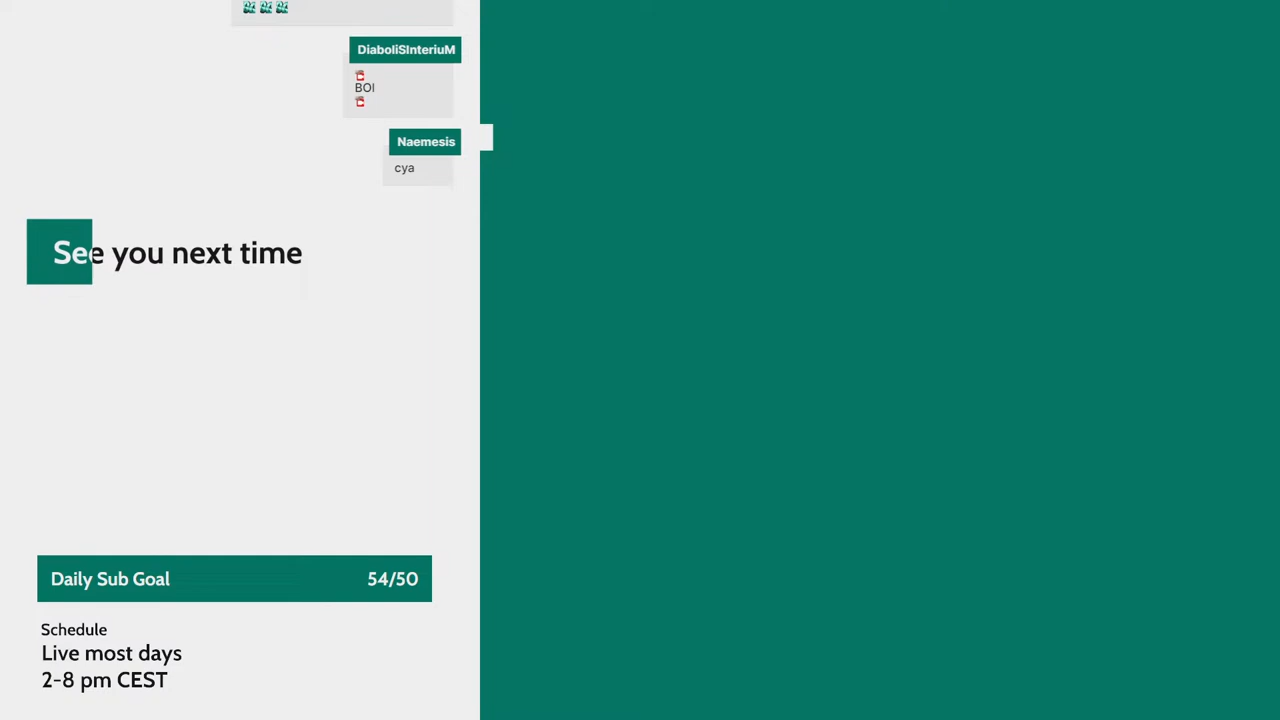 DiaboliSInteriuM
BOI
Naemesis
cya
See you next time
Daily Sub Goal 54/50
Schedule
Live most days
2-8 pm CEST